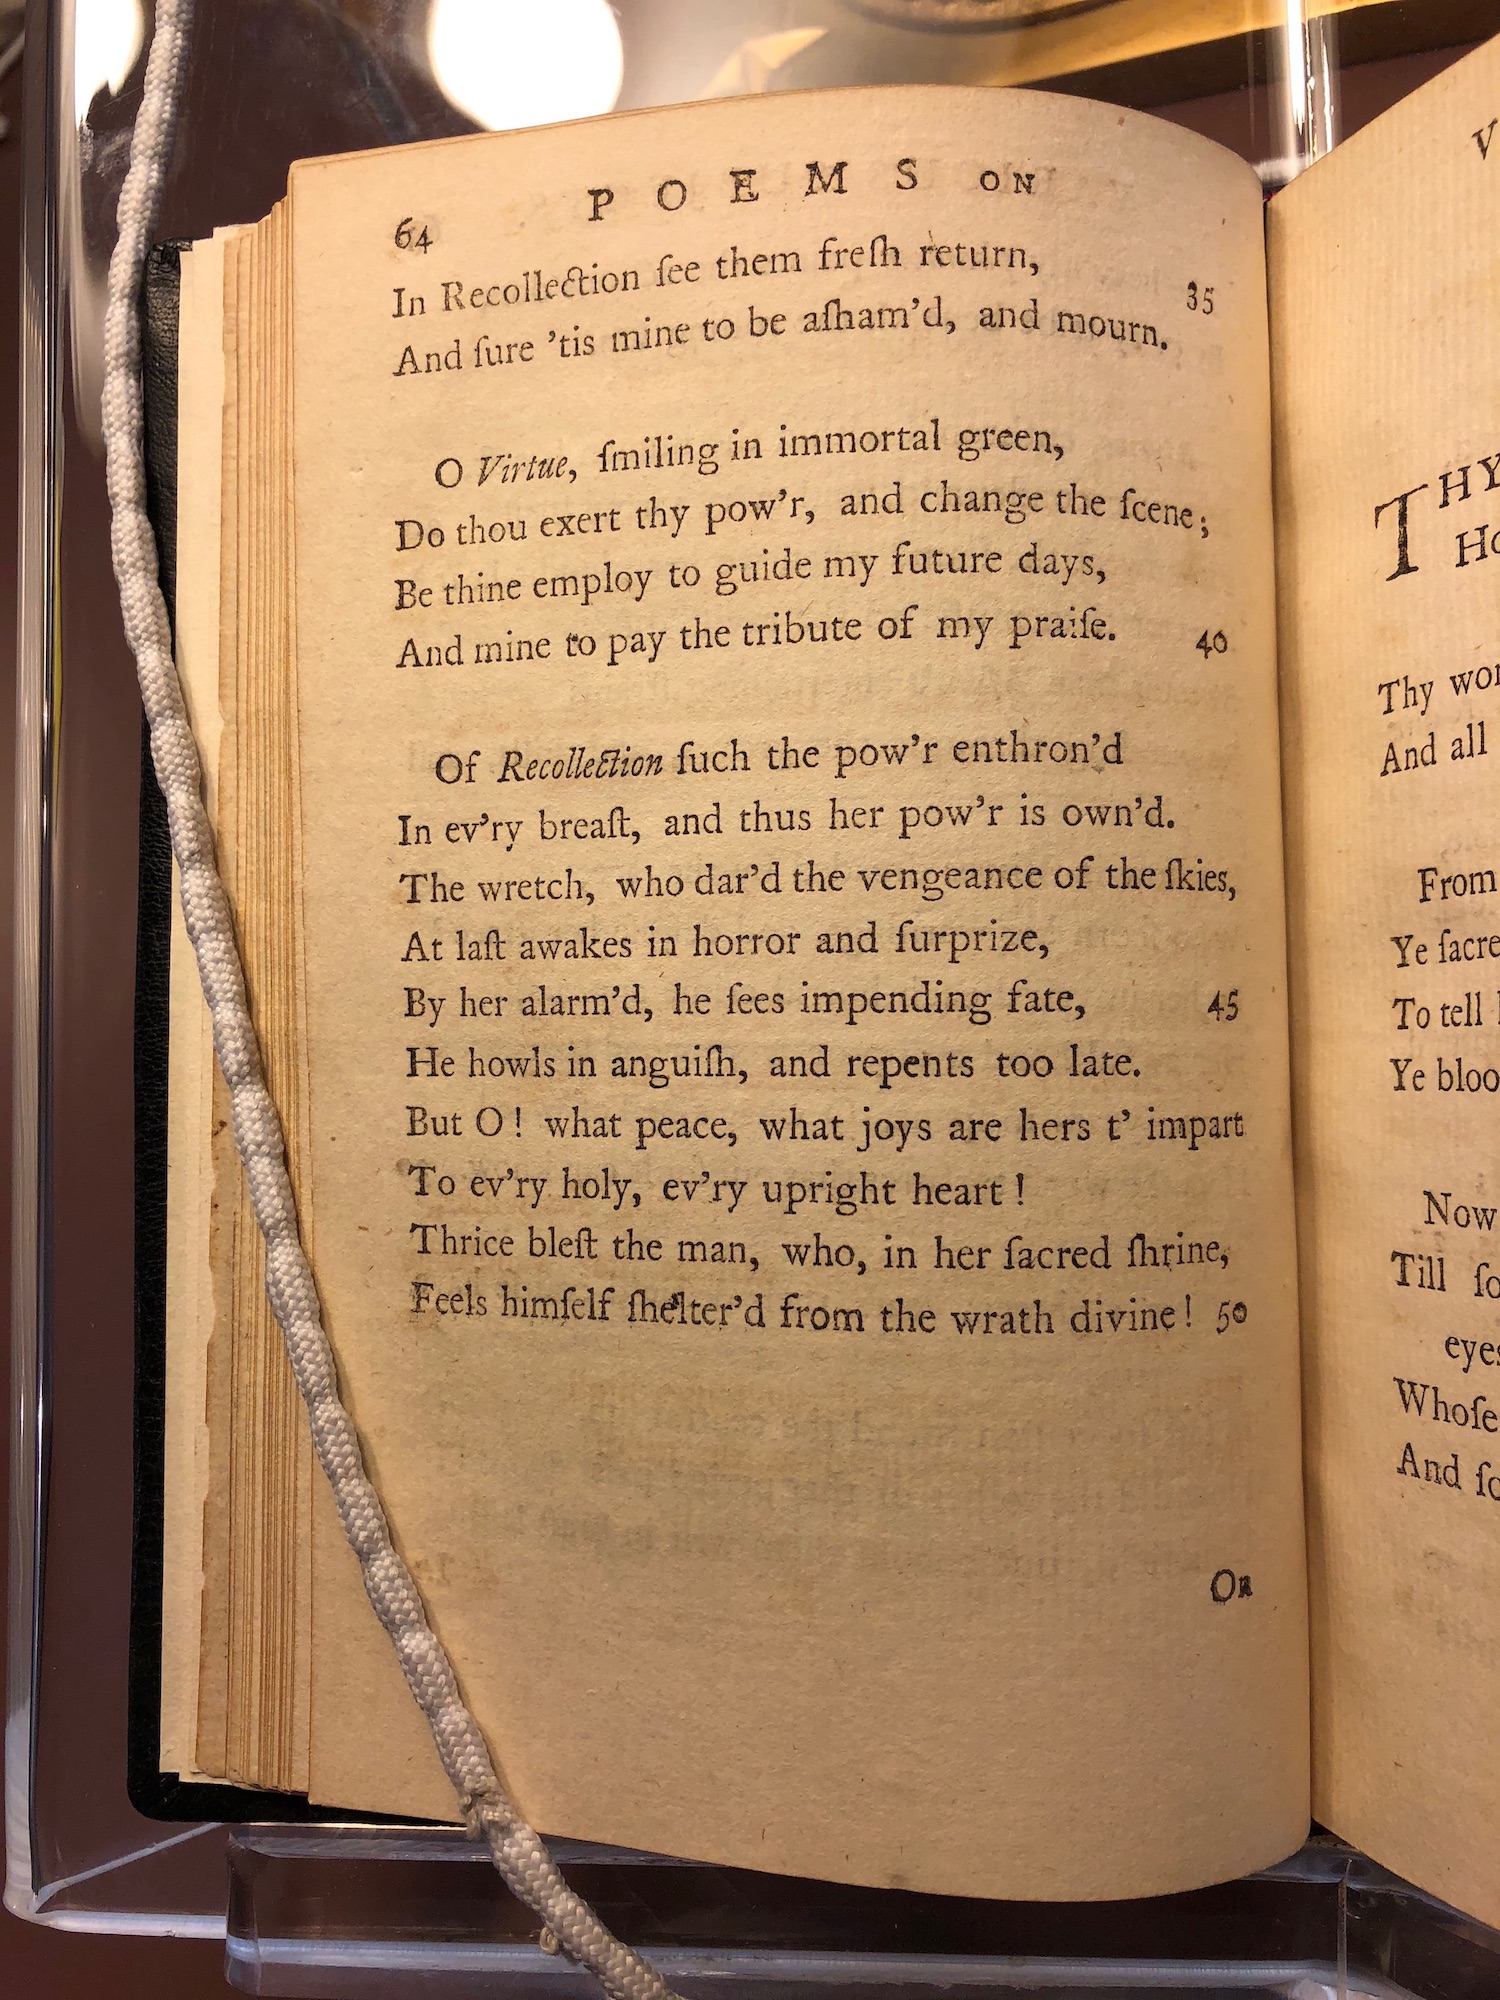 64 POEMS ON
In Recollection ſee them freſh return, 35
And ſure ’tis mine to be aſham’d, and mourn.
O Virtue, ſmiling in immortal green,
Do thou exert thy pow’r, and change the ſcene;
Be thine employ to guide my future days,
And mine to pay the tribute of my praiſe. 40
Of Recollection ſuch the pow’r enthron’d
In ev’ry breaſt, and thus her pow’r is own’d.
The wretch, who dar’d the vengeance of the ſkies,
At laſt awakes in horror and ſurprize,
By her alarm’d, he ſees impending fate, 45
He howls in anguiſh, and repents too late.
But O! what peace, what joys are hers t’ impart
To ev’ry holy, ev’ry upright heart!
Thrice bleſt the man, who, in her ſacred ſhrine,
Feels himſelf ſhelter’d from the wrath divine! 50
On
V
THY
Ho
Thy
And all
From
Ye ſacre
To tell
Ye bloo
Now
Till ſo
eyes
Whoſe
And ſo